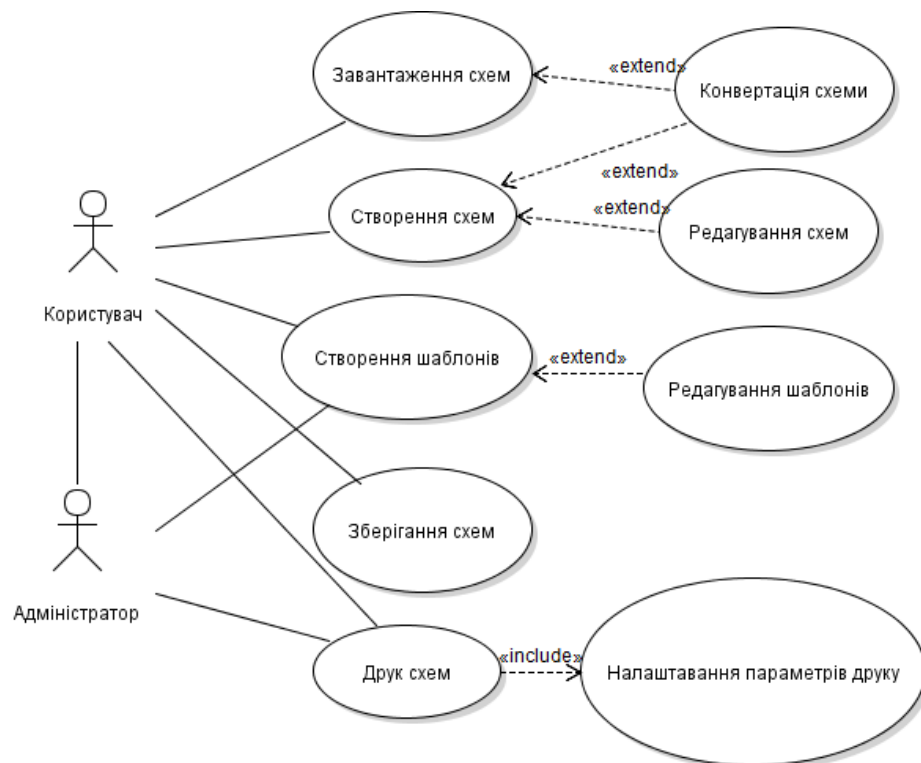 Завантаження схем
«extend»
Конвертація схеми
Створення схем
«extend»
«extend»
Редагування схем
Користувач
Створення шаблонів
«extend»
Редагування шаблонів
Зберігання схем
Адміністратор
Друк схем
«include»
Налаштавання параметрів друку